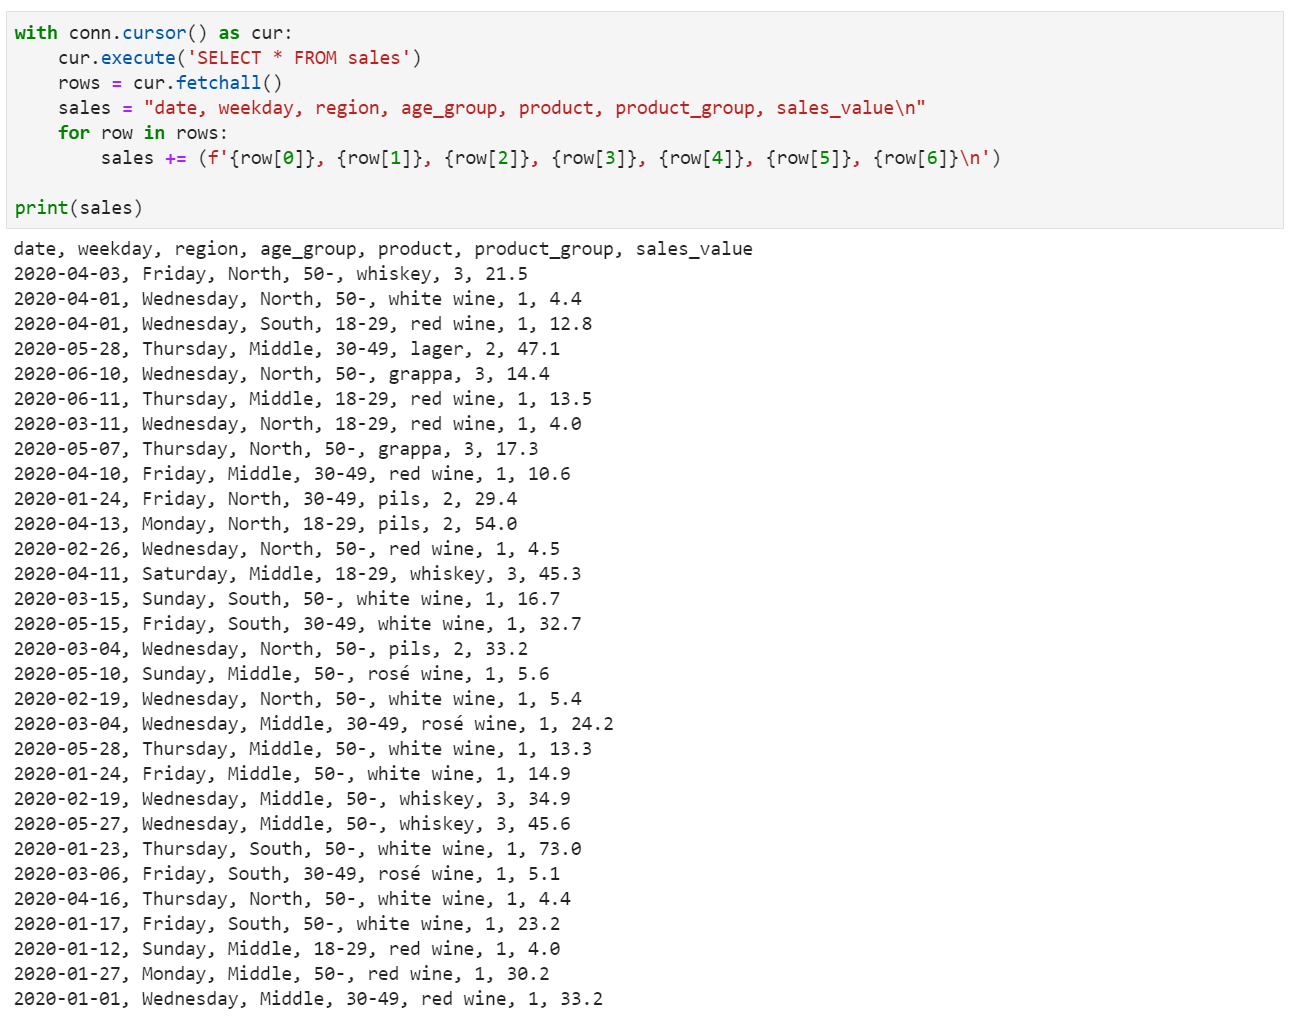 with conn.cursor() as cur:
    cur.execute('SELECT * FROM sales')
    rows = cur.fetchall()
    sales = "date, weekday, region, age_group, product, product_group, sales_value\n"
    for row in rows:
        sales += (f'{row[0]}, {row[1]}, {row[2]}, {row[3]}, {row[4]}, {row[5]}, {row[6]}\n')
print(sales)
date, weekday, region, age_group, product, product_group, sales_value
2020-04-03, Friday, North, 50-, whiskey, 3, 21.5
2020-04-01, Wednesday, North, 50-, white wine, 1, 4.4
2020-04-01, Wednesday, South, 18-29, red wine, 1, 12.8
2020-05-28, Thursday, Middle, 30-49, lager, 2, 47.1
2020-06-10, Wednesday, North, 50-, grappa, 3, 14.4
2020-06-11, Thursday, Middle, 18-29, red wine, 1, 13.5
2020-03-11, Wednesday, North, 18-29, red wine, 1, 4.0
2020-05-07, Thursday, North, 50-, grappa, 3, 17.3
2020-04-10, Friday, Middle, 30-49, red wine, 1, 10.6
2020-01-24, Friday, North, 30-49, pils, 2, 29.4
2020-04-13, Monday, North, 18-29, pils, 2, 54.0
2020-02-26, Wednesday, North, 50-, red wine, 1, 4.5
2020-04-11, Saturday, Middle, 18-29, whiskey, 3, 45.3
2020-03-15, Sunday, South, 50-, white wine, 1, 16.7
2020-05-15, Friday, South, 30-49, white wine, 1, 32.7
2020-03-04, Wednesday, North, 50-, pils, 2, 33.2
2020-05-10, Sunday, Middle, 50-, rosé wine, 1, 5.6
2020-02-19, Wednesday, North, 50-, white wine, 1, 5.4
2020-03-04, Wednesday, Middle, 30-49, rosé wine, 1, 24.2
2020-05-28, Thursday, Middle, 50-, white wine, 1, 13.3
2020-01-24, Friday, Middle, 50-, white wine, 1, 14.9
2020-02-19, Wednesday, Middle, 50-, whiskey, 3, 34.9
2020-05-27, Wednesday, Middle, 50-, whiskey, 3, 45.6
2020-01-23, Thursday, South, 50-, white wine, 1, 73.0
2020-03-06, Friday, South, 30-49, rosé wine, 1, 5.1
2020-04-16, Thursday, North, 50-, white wine, 1, 4.4
2020-01-17, Friday, South, 50-, white wine, 1, 23.2
2020-01-12, Sunday, Middle, 18-29, red wine, 1, 4.0
2020-01-27, Monday, Middle, 50-, red wine, 1, 30.2
2020-01-01, Wednesday, Middle, 30-49, red wine, 1, 33.2